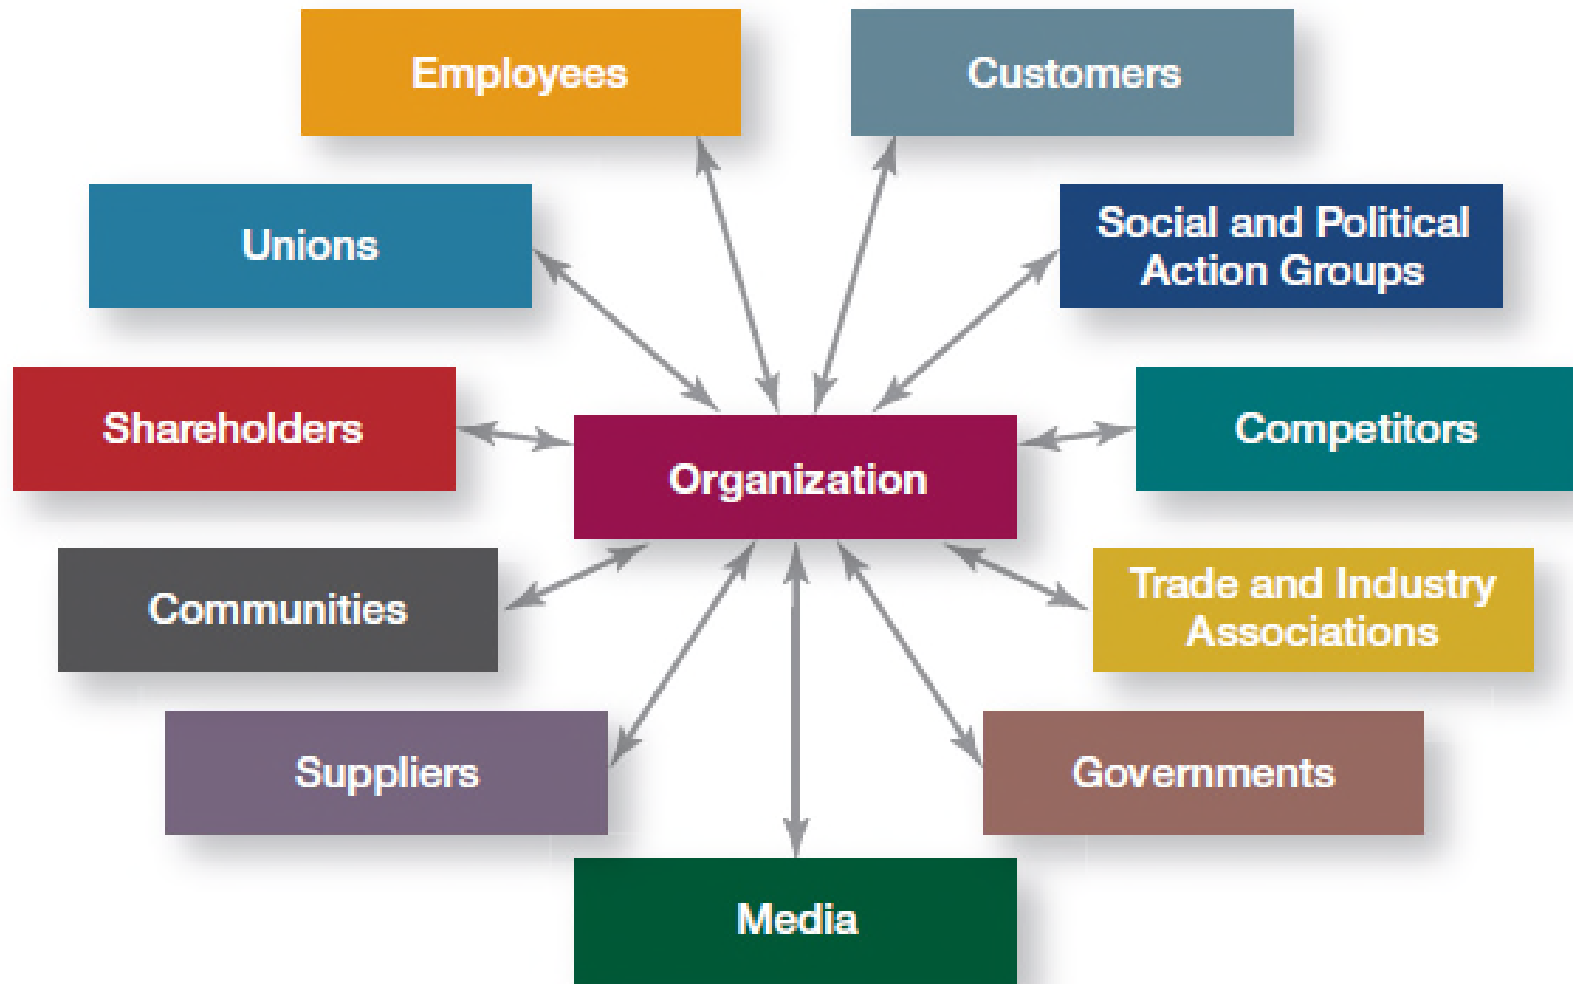 Employees
Customers
Unions
Social and Political
Action Groups
Shareholders
Competitors
Organization
Communities
Trade and Industry
Associations
Suppliers
Governments
Media